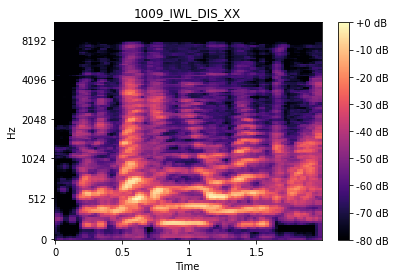 1009_IWL_DIS_XX
+0 dB
8192
-10 dB
4096
-20 dB
-30 dB
2048
Hz
-40 dB
1024
-50 dB
512
-60 dB
-70 dB
0
-80 dB
0
0.5
1
1.5
Time